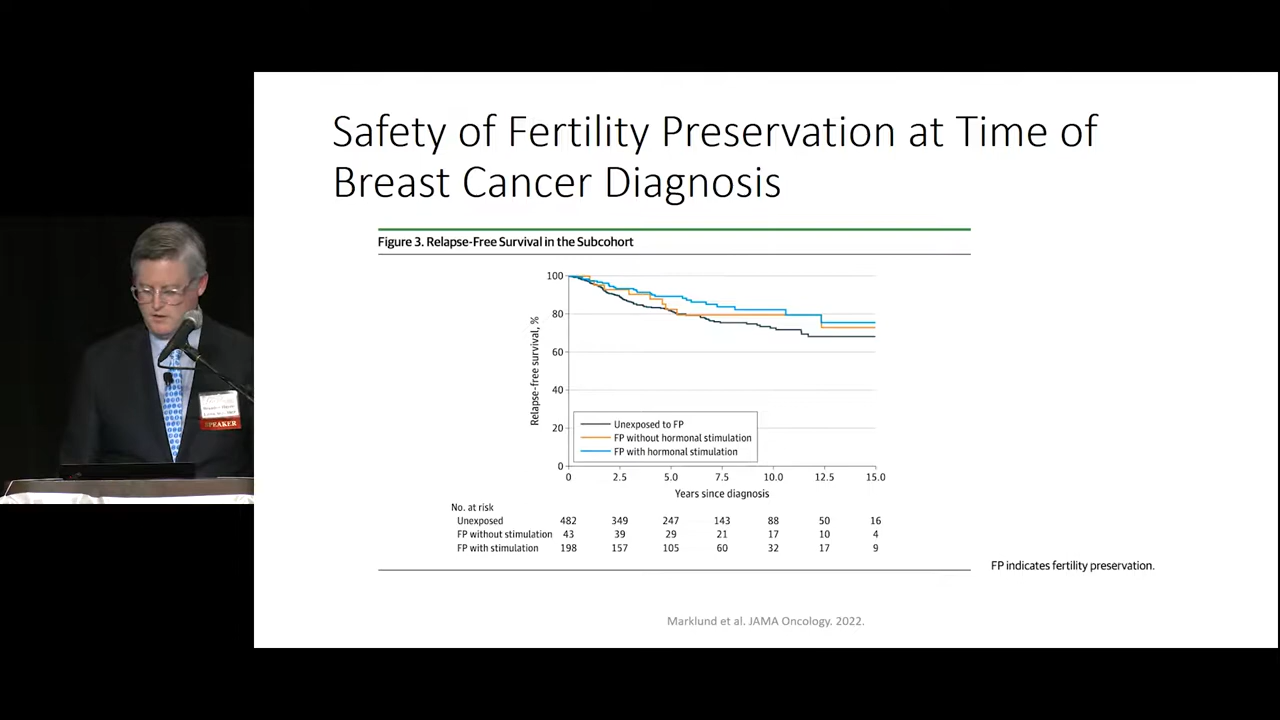 Safety of Fertility Preservation at Time of
Breast Cancer Diagnosis
Figure 3. Relapse-Free Survival in the Subcohort
100
80
60
40
20
0
Relapse-free survival, %
Unexposed to FP
FP without hormonal stimulation
FP with hormonal stimulation
0 2.5 5.0 7.5 10.0 12.5 15.0
Years since diagnosis
No. at risk
Unexposed 482 349 247 143 88 50 16
FP without stimulation 43 39 29 21 17 10 4
FP with stimulation 198 157 105 60 32 17 9
FP indicates fertility preservation.
Marklund et al. JAMA Oncology. 2022.
SPEAKER